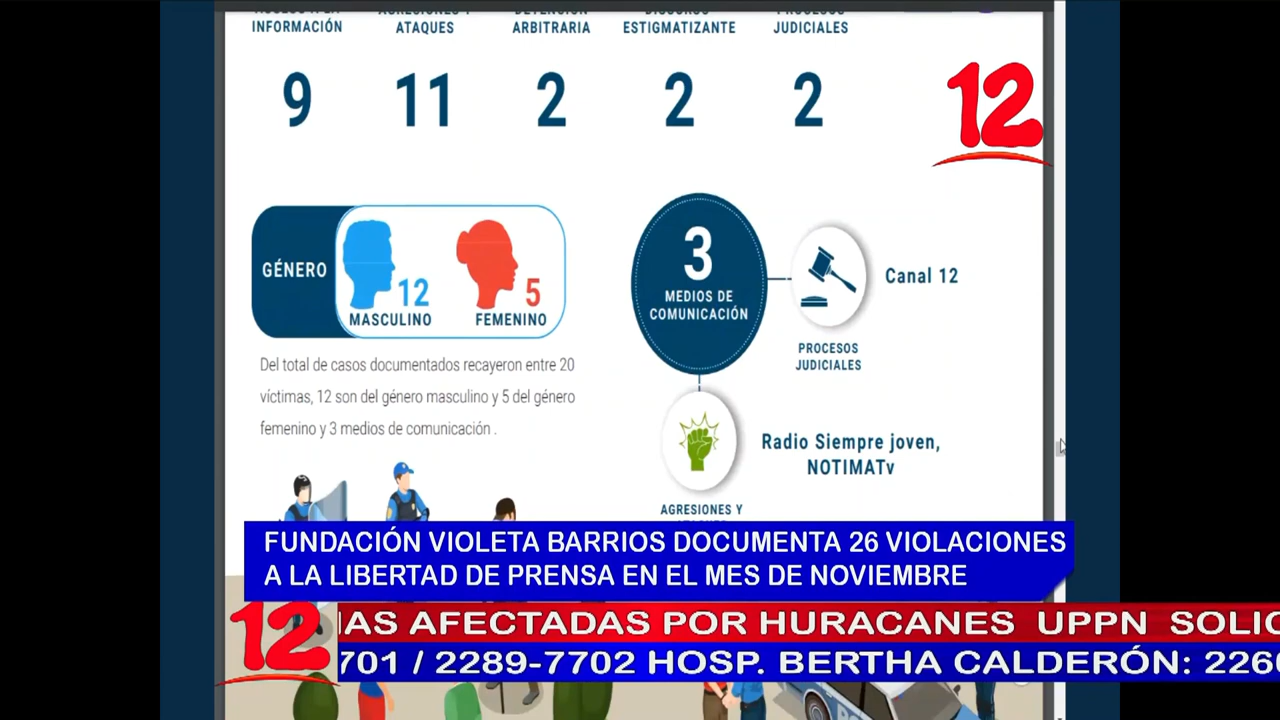 INFORMACIÓN
ATAQUES
DETENCIÓN
ARBITRARIA
DISCURSO
ESTIGMATIZANTE
PROCESOS
JUDICIALES
9
11
2
2
2
12
GÉNERO
12
MASCULINO
5
FEMENINO
Del total de casos documentados recayeron entre 20
víctimas, 12 son del género masculino y 5 del género
femenino y 3 medios de comunicación .
3
MEDIOS DE
COMUNICACIÓN
Canal 12
PROCESOS
JUDICIALES
Radio Siempre joven,
NOTIMATv
AGRESIONES Y
FUNDACIÓN VIOLETA BARRIOS DOCUMENTA 26 VIOLACIONES
A LA LIBERTAD DE PRENSA EN EL MES DE NOVIEMBRE
12
AS AFECTADAS POR HURACANES UPPN SOLIC
701 / 2289-7702 HOSP. BERTHA CALDERÓN: 226